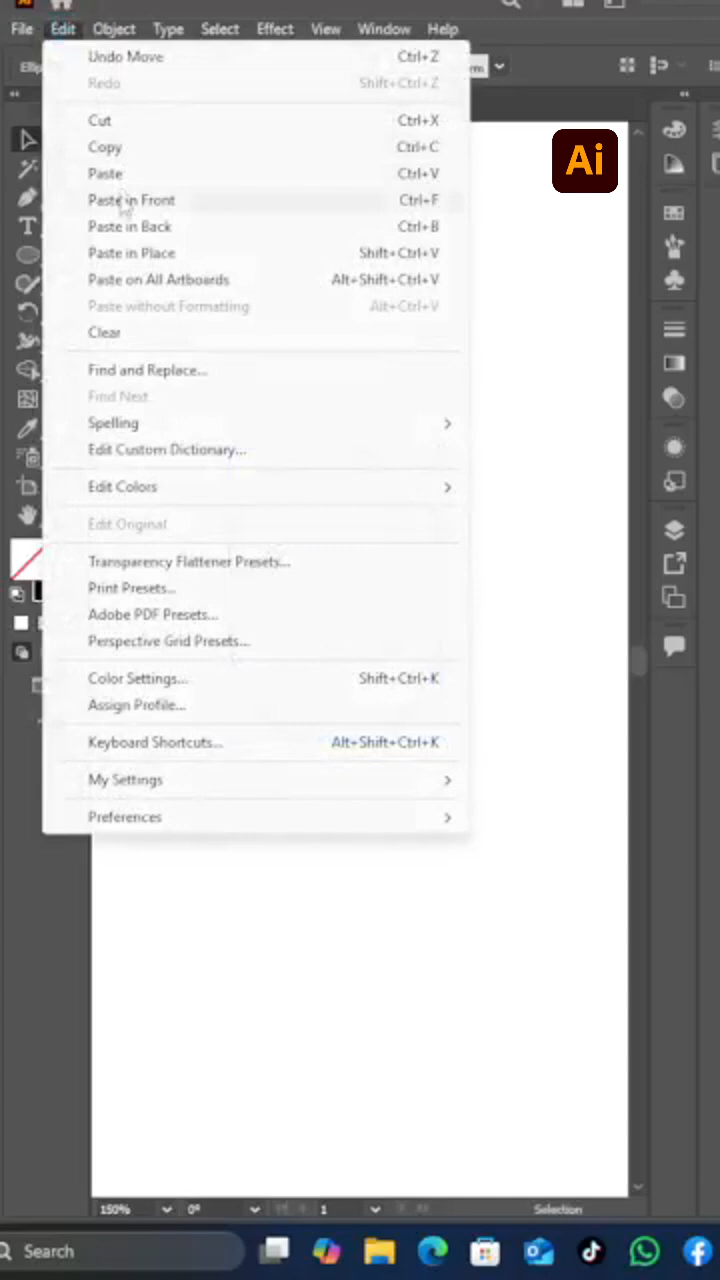 File Edit Object Type Select Effect View Window Help
Undo Move Ctrl+Z
Redo Shift+Ctrl+Z
Cut Ctrl+X
Copy Ctrl+C
Paste Ctrl+V
Paste in Front Ctrl+F
Paste in Back Ctrl+B
Paste in Place Shift+Ctrl+V
Paste on All Artboards Alt+Shift+Ctrl+V
Paste without Formatting Alt+Ctrl+V
Clear
Find and Replace...
Find Next
Spelling
Edit Custom Dictionary...
Edit Colors
Edit Original
Transparency Flattener Presets...
Print Presets...
Adobe PDF Presets...
Perspective Grid Presets...
Color Settings... Shift+Ctrl+K
Assign Profile...
Keyboard Shortcuts... Alt+Shift+Ctrl+K
My Settings
Preferences
Ai
150% 0° 1 Selection
Search